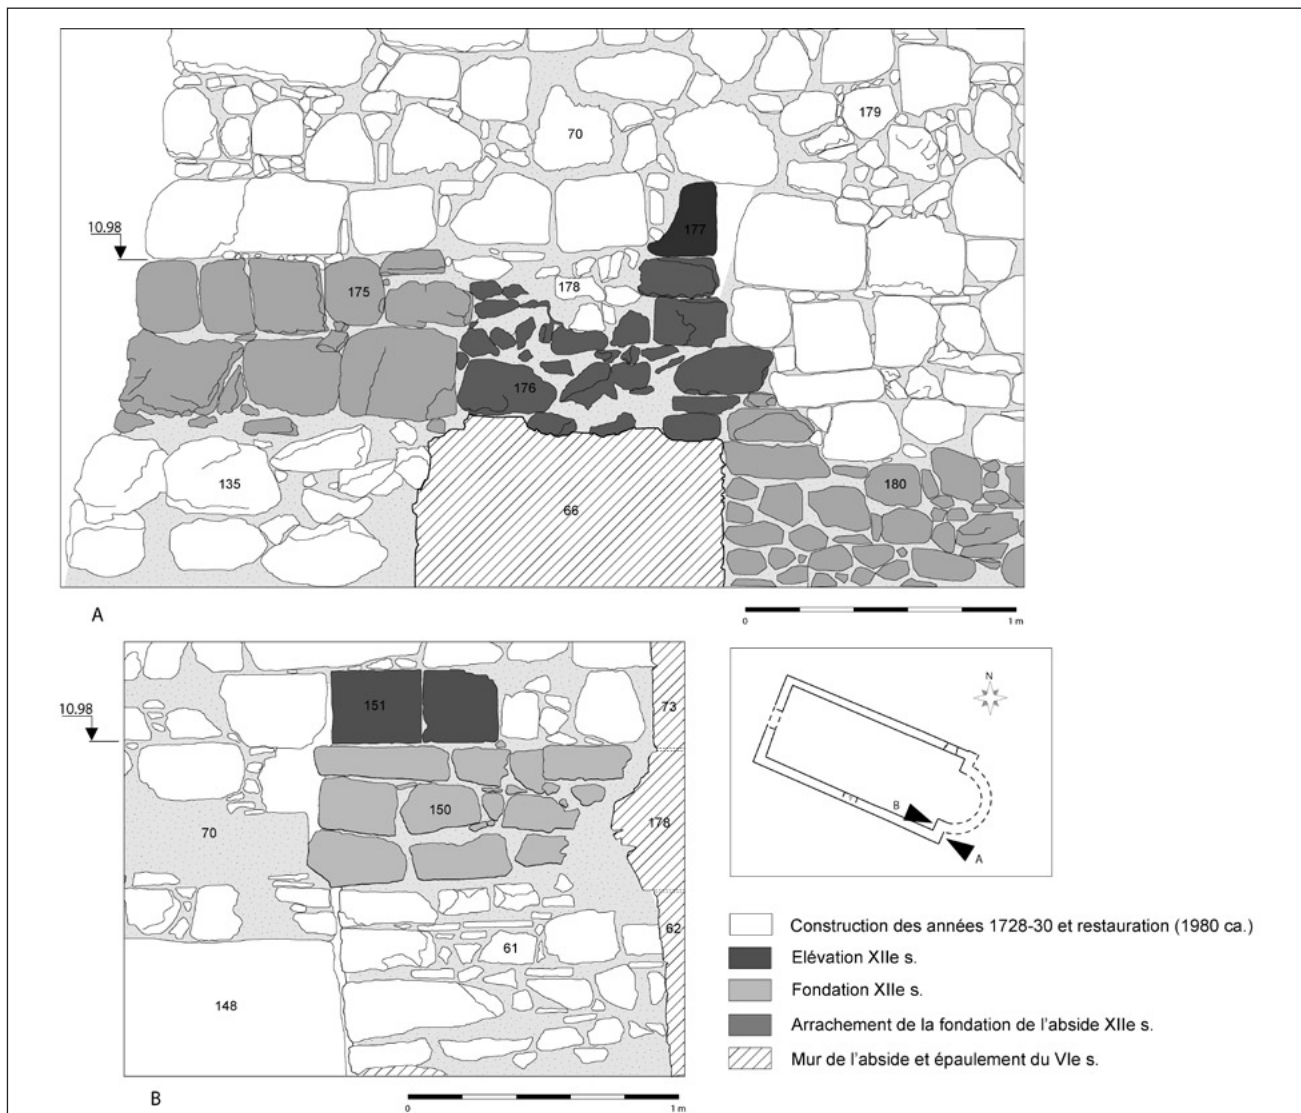 179
70
177
10.98
178
175
176
135
180
66
A
0 1 m
10.98
151
73
150
178
70
62
61
148
B
0 1 m
N
B
A
Construction des années 1728-30 et restauration (1980 ca.)
Elévation XIIe s.
Fondation XIIe s.
Arrachement de la fondation de l'abside XIIe s.
Mur de l'abside et épaulement du VIe s.